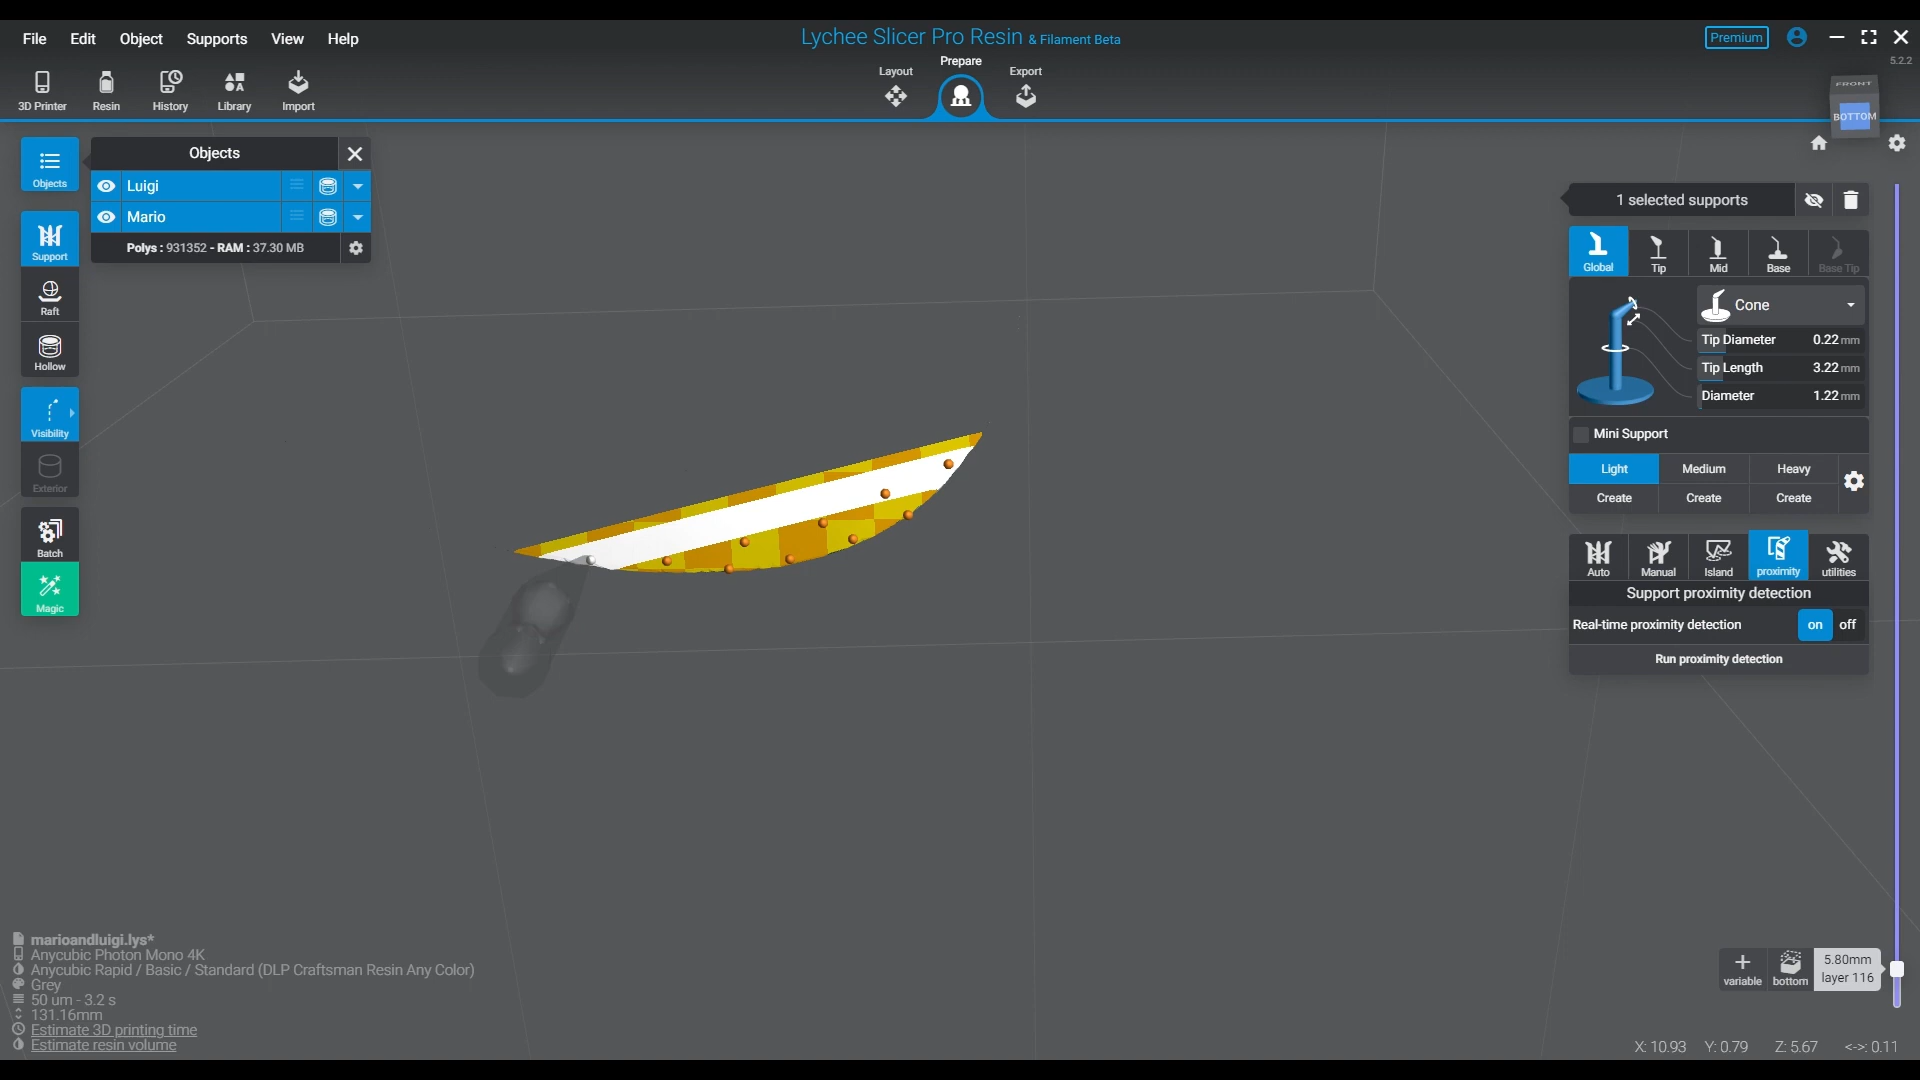 File Edit Object Supports View Help
Lychee Slicer Pro Resin & Filament Beta
Premium
5.2.2
3D Printer Resin History Library Import
Layout Prepare Export
FRONT
BOTTOM
Objects
Objects
Luigi
Mario
Polys : 931352 - RAM : 37.30 MB
Support
Raft
Hollow
Visibility
Exterior
Batch
Magic
1 selected supports
Global Tip Mid Base Base Tip
Cone
Tip Diameter 0.22 mm
Tip Length 3.22 mm
Diameter 1.22 mm
Mini Support
Light Medium Heavy
Create Create Create
Auto Manual Island proximity utilities
Support proximity detection
Real-time proximity detection on off
Run proximity detection
variable bottom
5.80mm
layer 116
marioandluigi.lys*
Anycubic Photon Mono 4K
Anycubic Rapid / Basic / Standard (DLP Craftsman Resin Any Color)
Grey
50 um - 3.2 s
131.16mm
Estimate 3D printing time
Estimate resin volume
X: 10.93 Y: 0.79 Z: 5.67 <->: 0.11